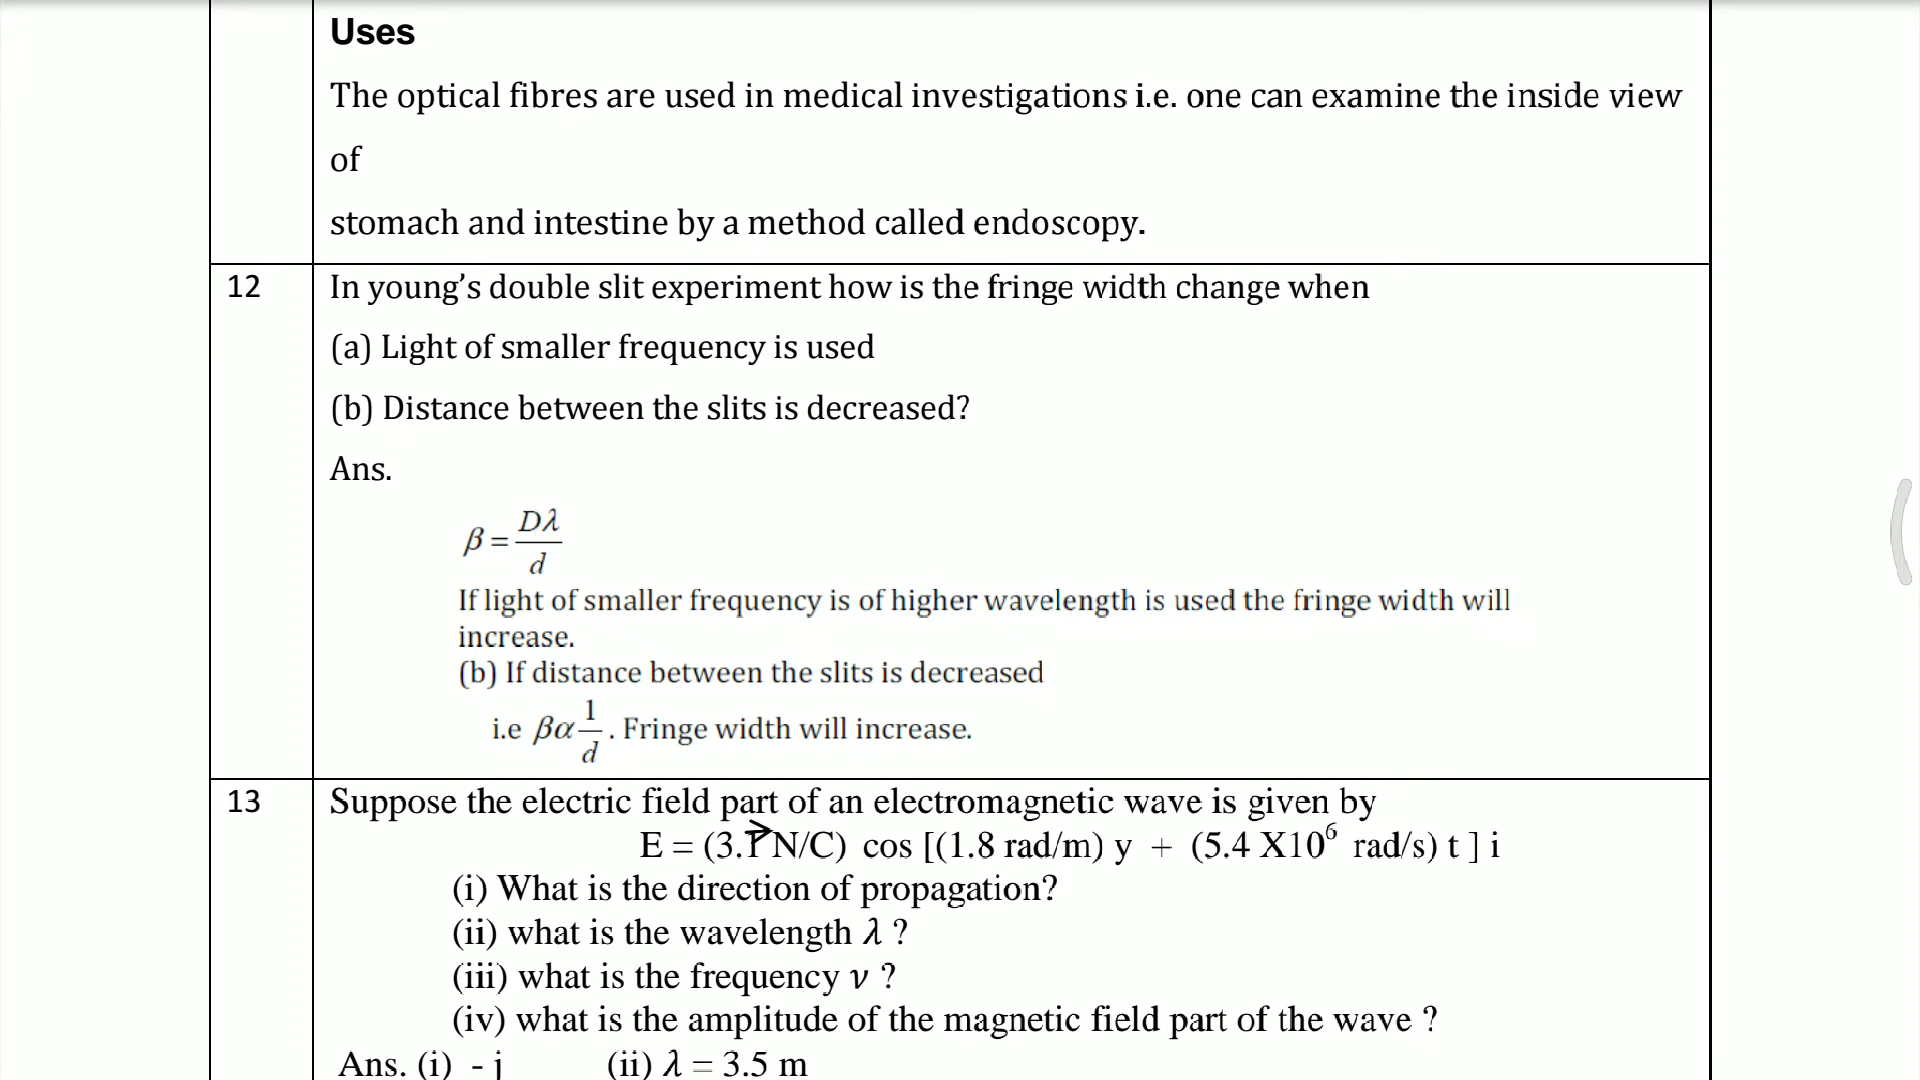 Uses
The optical fibres are used in medical investigations i.e. one can examine the inside view
of
stomach and intestine by a method called endoscopy.
12
In young's double slit experiment how is the fringe width change when
(a) Light of smaller frequency is used
(b) Distance between the slits is decreased?
Ans.
β = Dλ/d
If light of smaller frequency is of higher wavelength is used the fringe width will
increase.
(b) If distance between the slits is decreased
i.e βα 1/d . Fringe width will increase.
13
Suppose the electric field part of an electromagnetic wave is given by
E = (3.1 N/C) cos [(1.8 rad/m) y + (5.4 X10⁶ rad/s) t ] i
(i) What is the direction of propagation?
(ii) what is the wavelength λ ?
(iii) what is the frequency ν ?
(iv) what is the amplitude of the magnetic field part of the wave ?
Ans. (i) - j (ii) λ = 3.5 m